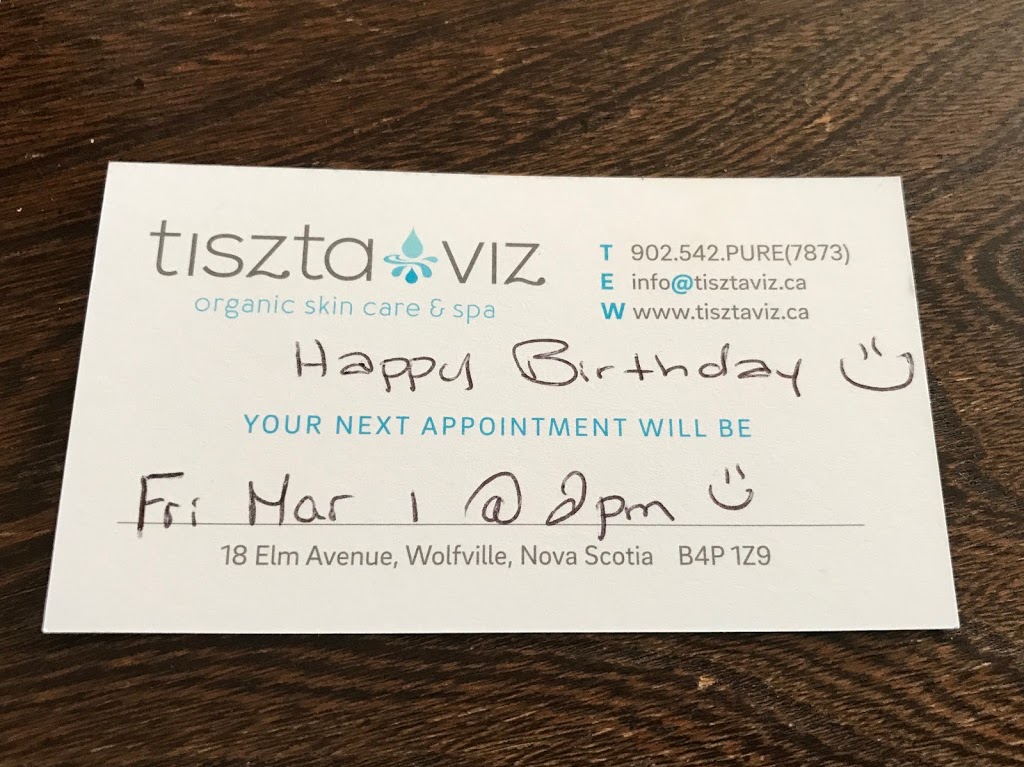 tiszta viz
organic skin care & spa
T 902.542.PURE(7873)
E info@tisztaviz.ca
W www.tisztaviz.ca
Happy Birthday
YOUR NEXT APPOINTMENT WILL BE
Fri Mar 1 @ 2pm
18 Elm Avenue, Wolfville, Nova Scotia B4P 1Z9